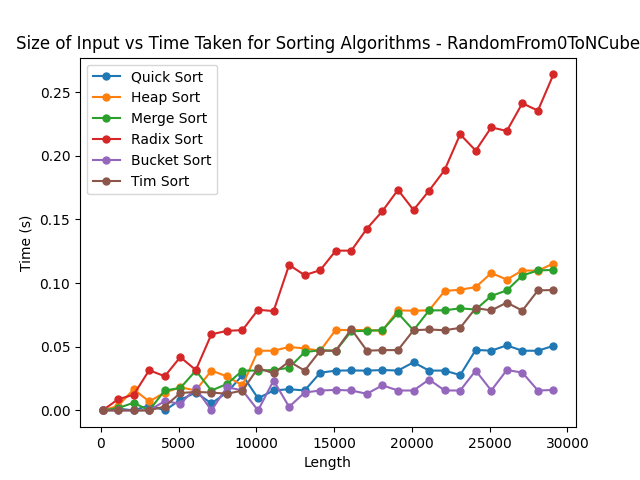 Size of Input vs Time Taken for Sorting Algorithms - RandomFrom0ToNCube
Quick Sort
Heap Sort
Merge Sort
Radix Sort
Bucket Sort
Tim Sort
Time (s)
0.25
0.20
0.15
0.10
0.05
0.00
0 5000 10000 15000 20000 25000 30000
Length